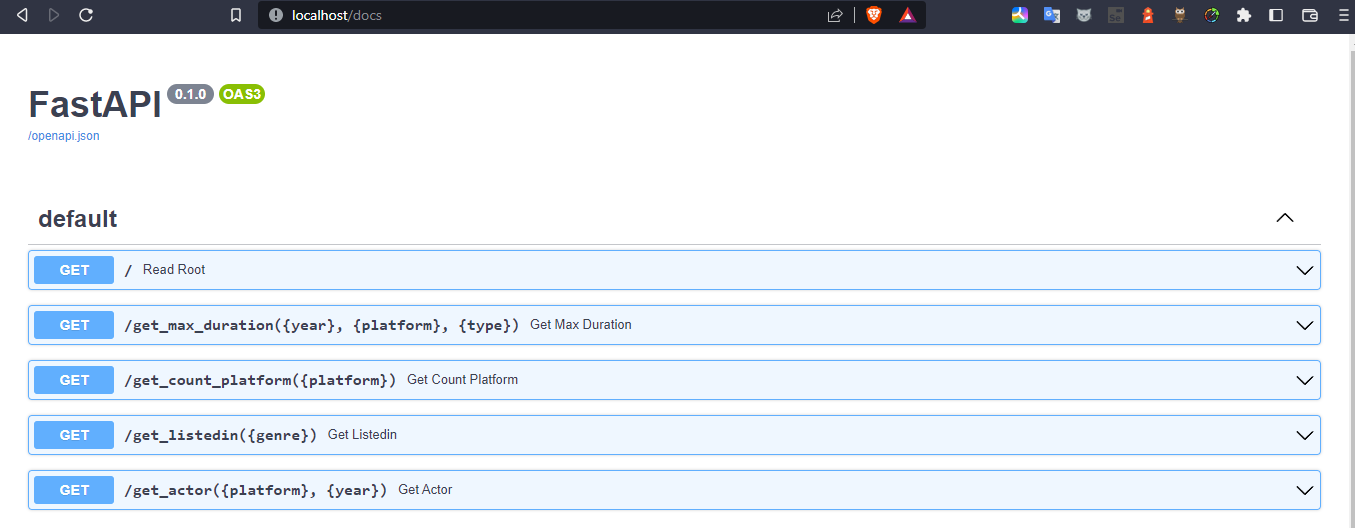 localhost/docs
FastAPI 0.1.0 OAS3
/openapi.json
default
GET / Read Root
GET /get_max_duration({year}, {platform}, {type}) Get Max Duration
GET /get_count_platform({platform}) Get Count Platform
GET /get_listedin({genre}) Get Listedin
GET /get_actor({platform}, {year}) Get Actor